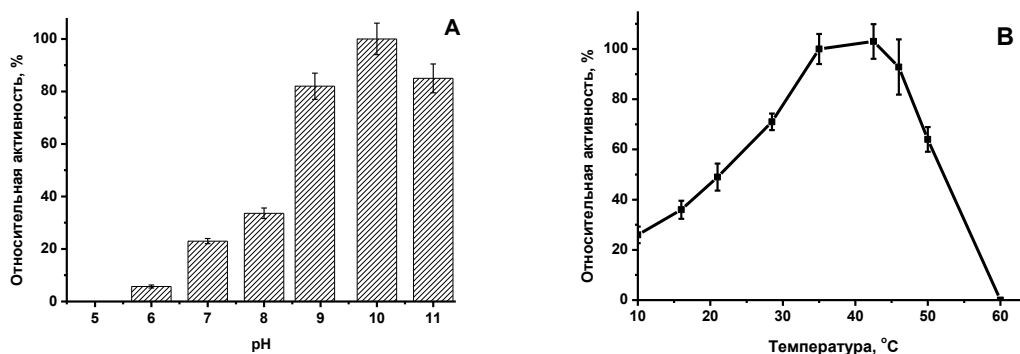 A
Относительная активность, %
100
80
60
40
20
0
5 6 7 8 9 10 11
pH
B
Относительная активность, %
100
80
60
40
20
0
10 20 30 40 50 60
Температура, °C